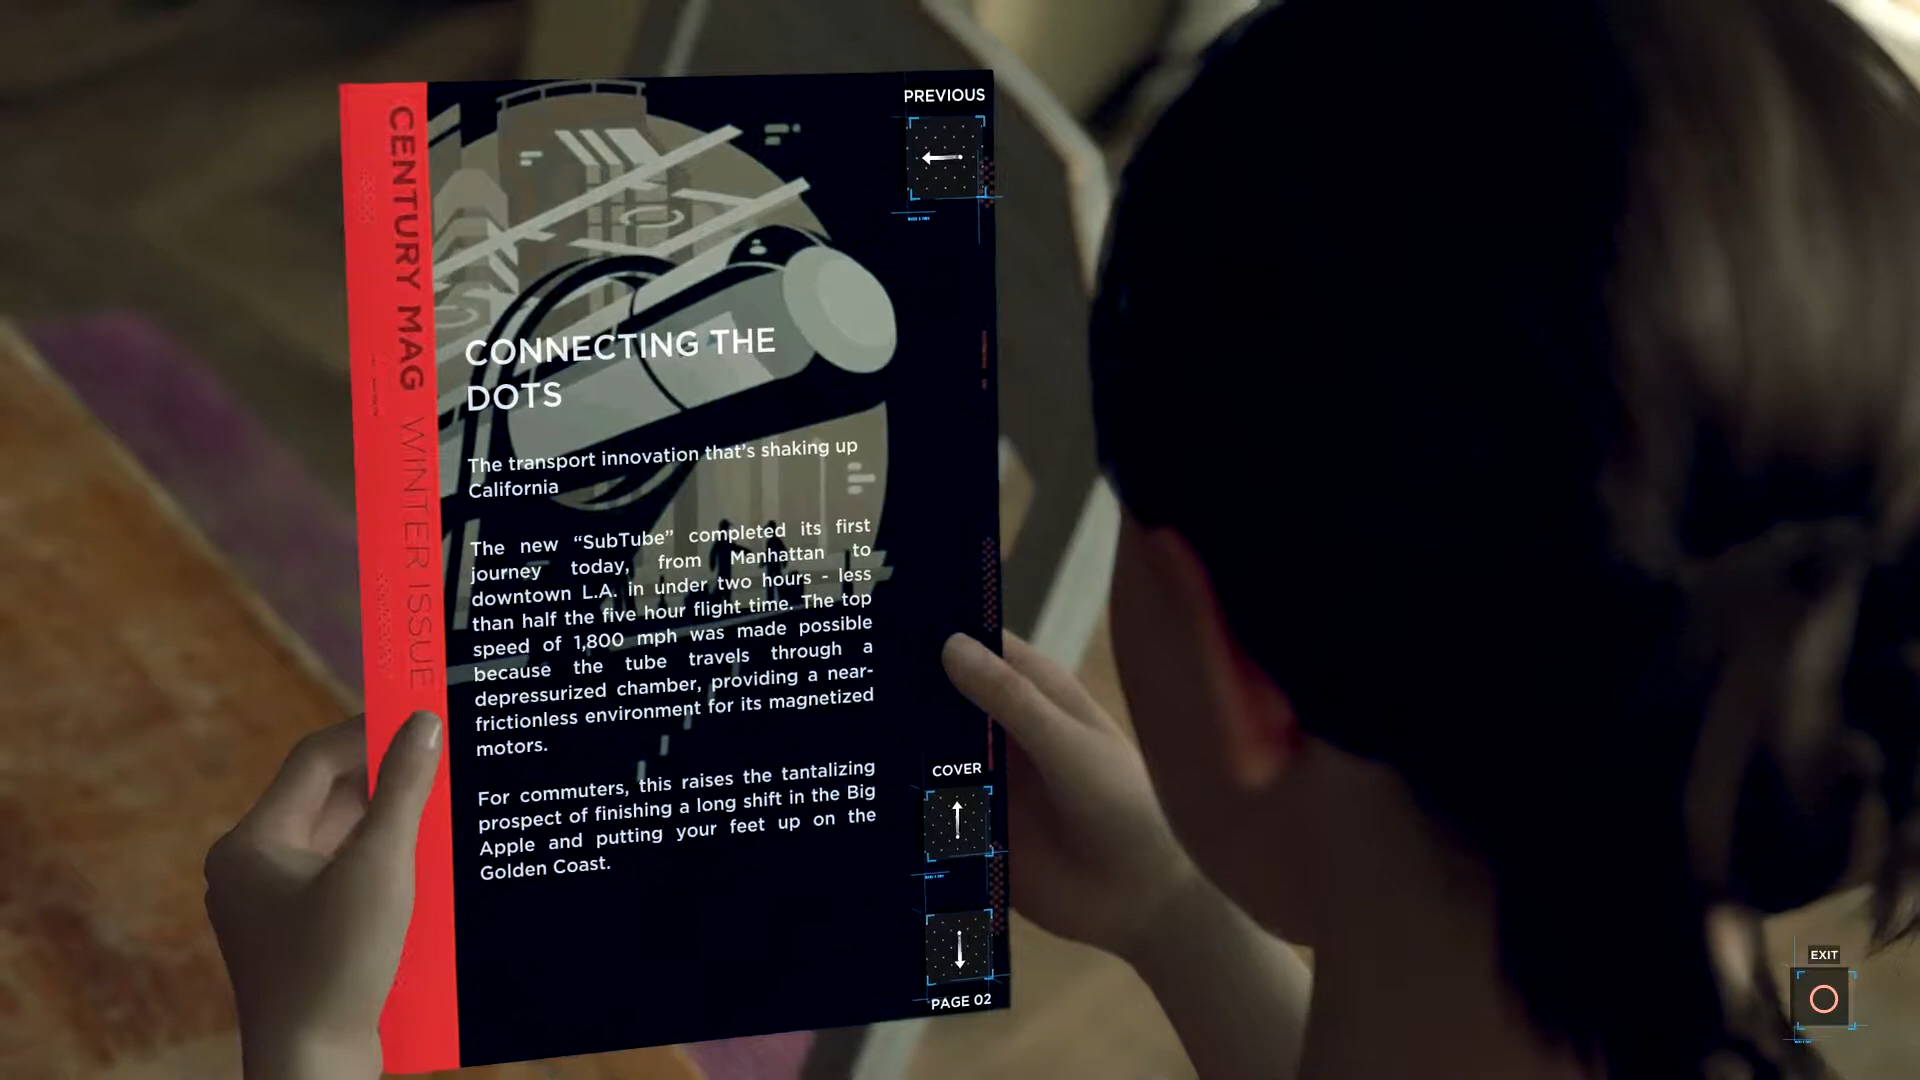 CENTURY MAG WINTER ISSUE
PREVIOUS
CONNECTING THE
DOTS
The transport innovation that's shaking up
California
The new “SubTube” completed its first
journey today, from Manhattan to
downtown L.A. in under two hours - less
than half the five hour flight time. The top
speed of 1,800 mph was made possible
because the tube travels through a
depressurized chamber, providing a near-
frictionless environment for its magnetized
motors.
For commuters, this raises the tantalizing
prospect of finishing a long shift in the Big
Apple and putting your feet up on the
Golden Coast.
COVER
PAGE 02
EXIT